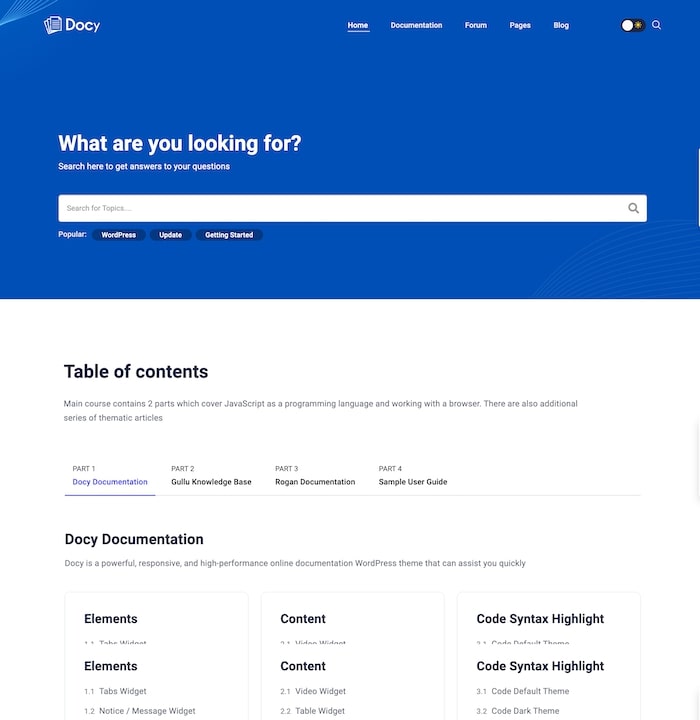 Docy
Home Documentation Forum Pages Blog
What are you looking for?
Search here to get answers to your questions
Search for Topics....
Popular: WordPress Update Getting Started
Table of contents
Main course contains 2 parts which cover JavaScript as a programming language and working with a browser. There are also additional
series of thematic articles
PART 1 PART 2 PART 3 PART 4
Docy Documentation Gullu Knowledge Base Rogan Documentation Sample User Guide
Docy Documentation
Docy is a powerful, responsive, and high-performance online documentation WordPress theme that can assist you quickly
Elements Content Code Syntax Highlight
1.1 Tabs Widget 2.1 Video Widget 3.1 Code Default Theme
Elements Content Code Syntax Highlight
1.1 Tabs Widget 2.1 Video Widget 3.1 Code Default Theme
1.2 Notice / Message Widget 2.2 Table Widget 3.2 Code Dark Theme